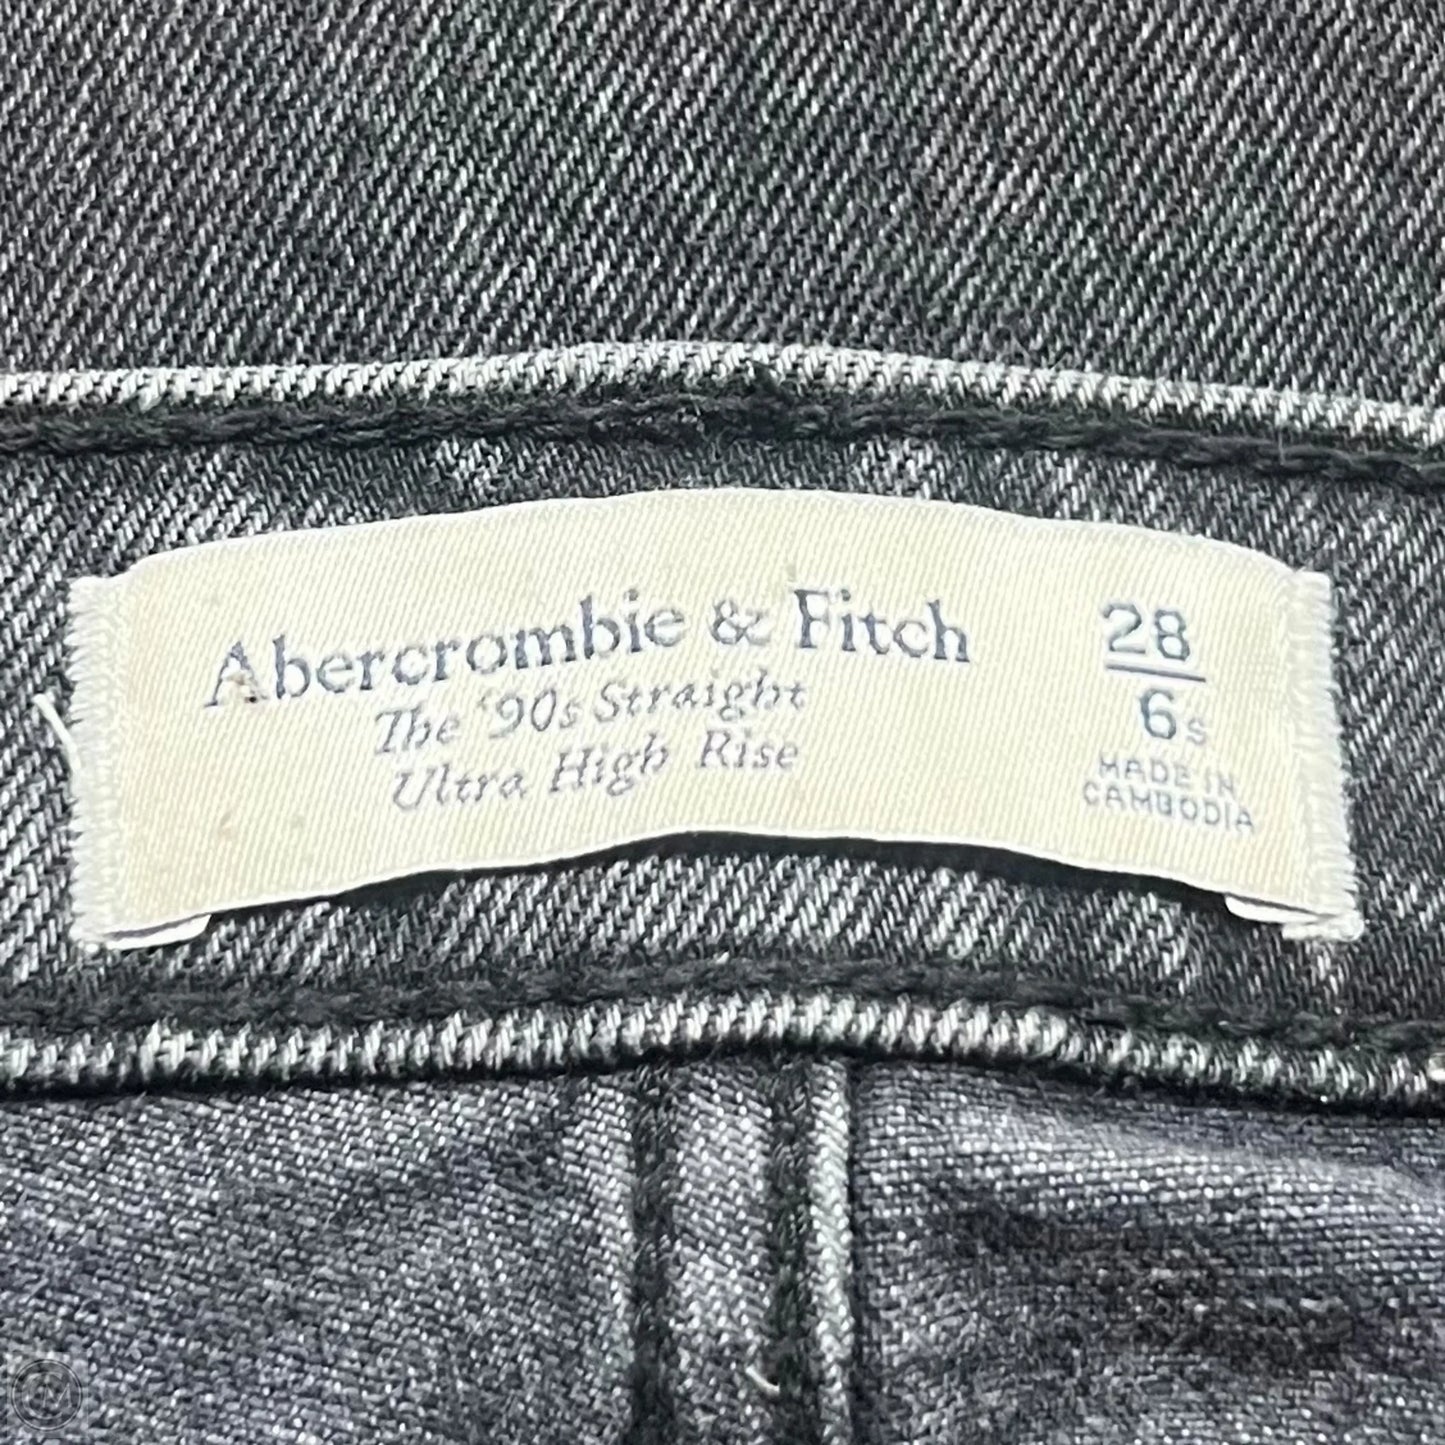 Abercrombie & Fitch
The '90s Straight
Ultra High Rise
28
6s
MADE IN
CAMBODIA